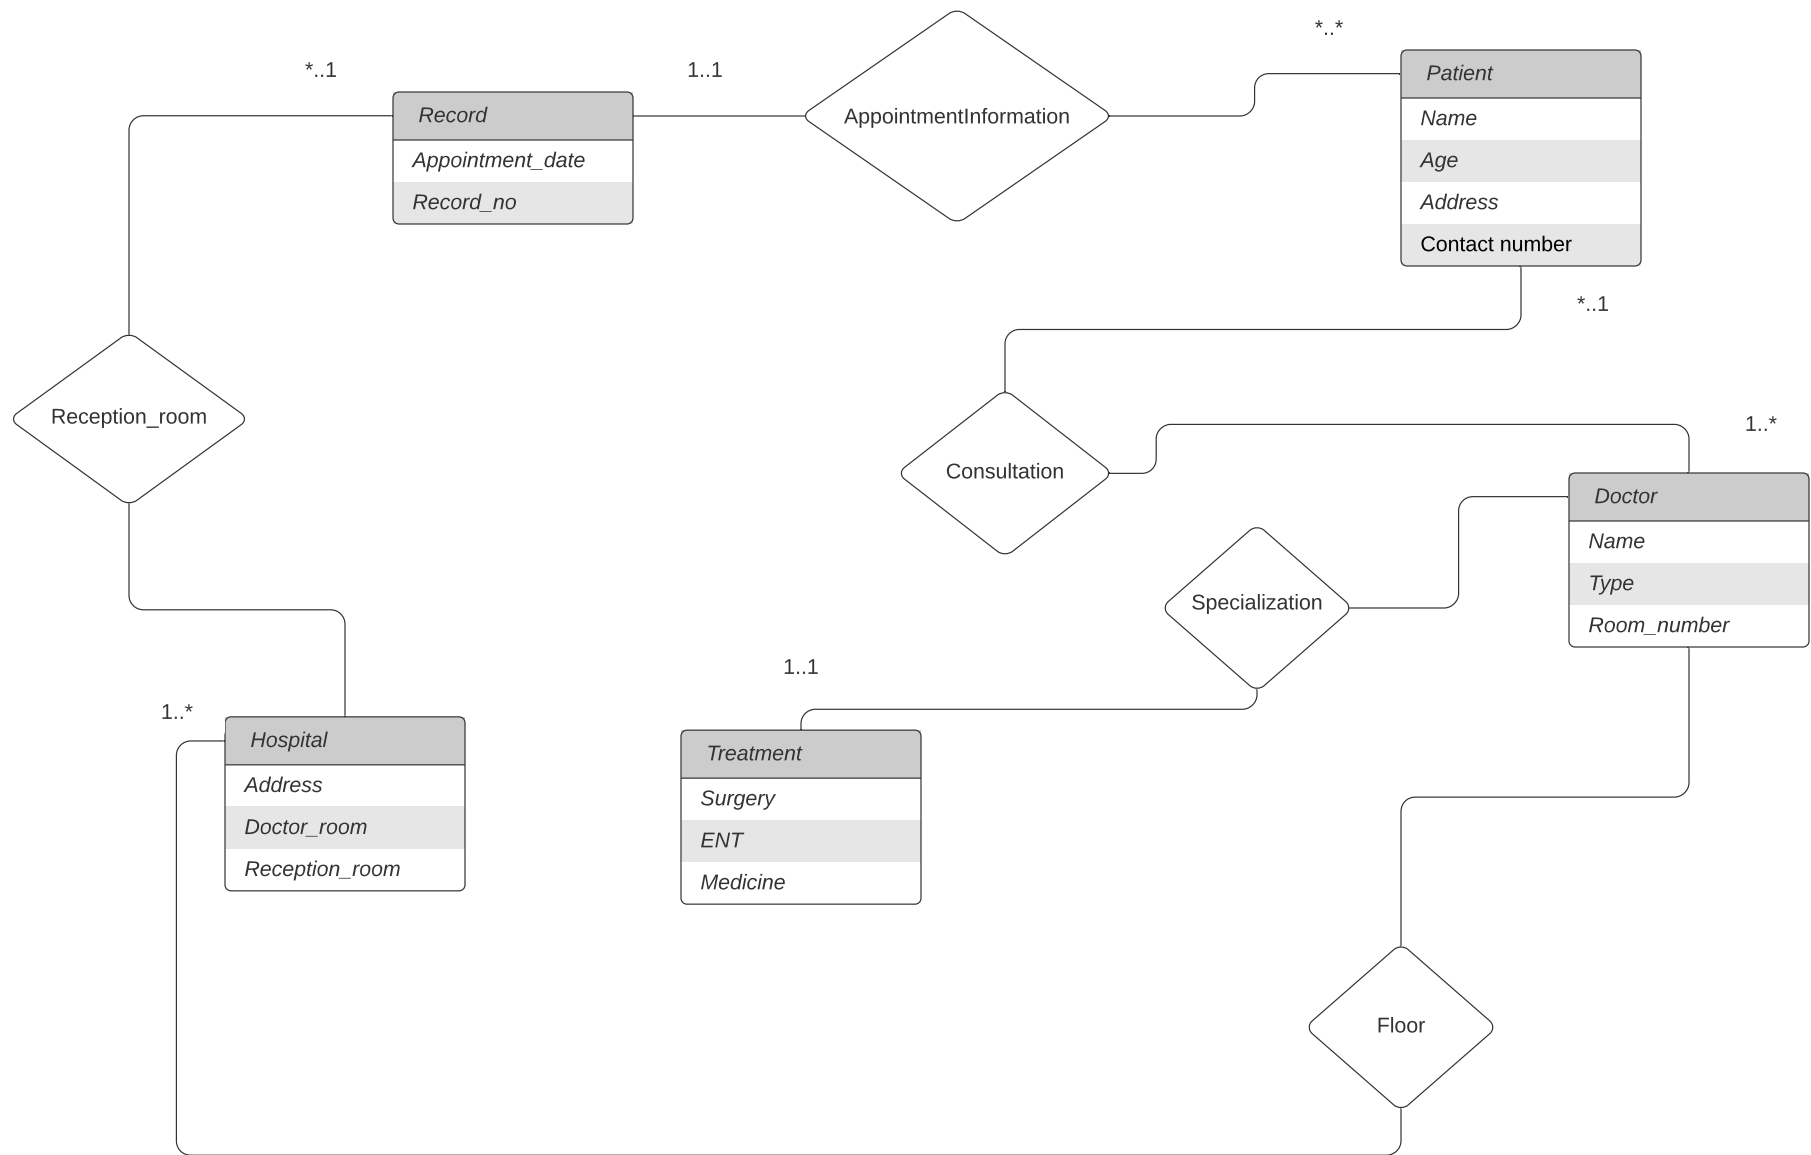 *..*
*..1
1..1
Patient
Record
AppointmentInformation
Name
Appointment_date
Age
Record_no
Address
Contact number
*..1
Reception_room
1..*
Consultation
Doctor
Name
Type
Specialization
Room_number
1..1
1..*
Hospital
Treatment
Address
Surgery
Doctor_room
ENT
Reception_room
Medicine
Floor